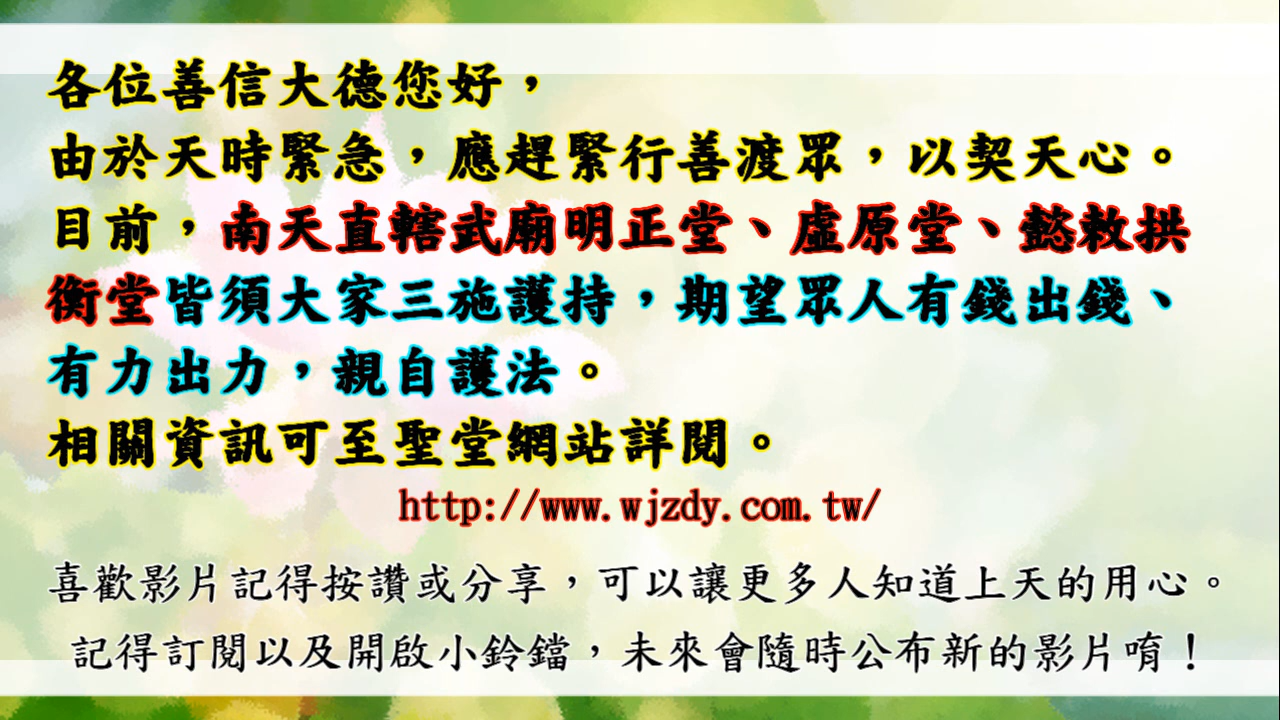 各位善信大德您好，
由於天時緊急，應趕緊行善渡眾，以契天心。
目前，南天直轄武廟明正堂、虛原堂、懿敕拱
衡堂皆須大家三施護持，期望眾人有錢出錢、
有力出力，親自護法。
相關資訊可至聖堂網站詳閱。
http://www.wjzdy.com.tw/
喜歡影片記得按讚或分享，可以讓更多人知道上天的用心。
記得訂閱以及開啟小鈴鐺，未來會隨時公布新的影片唷！